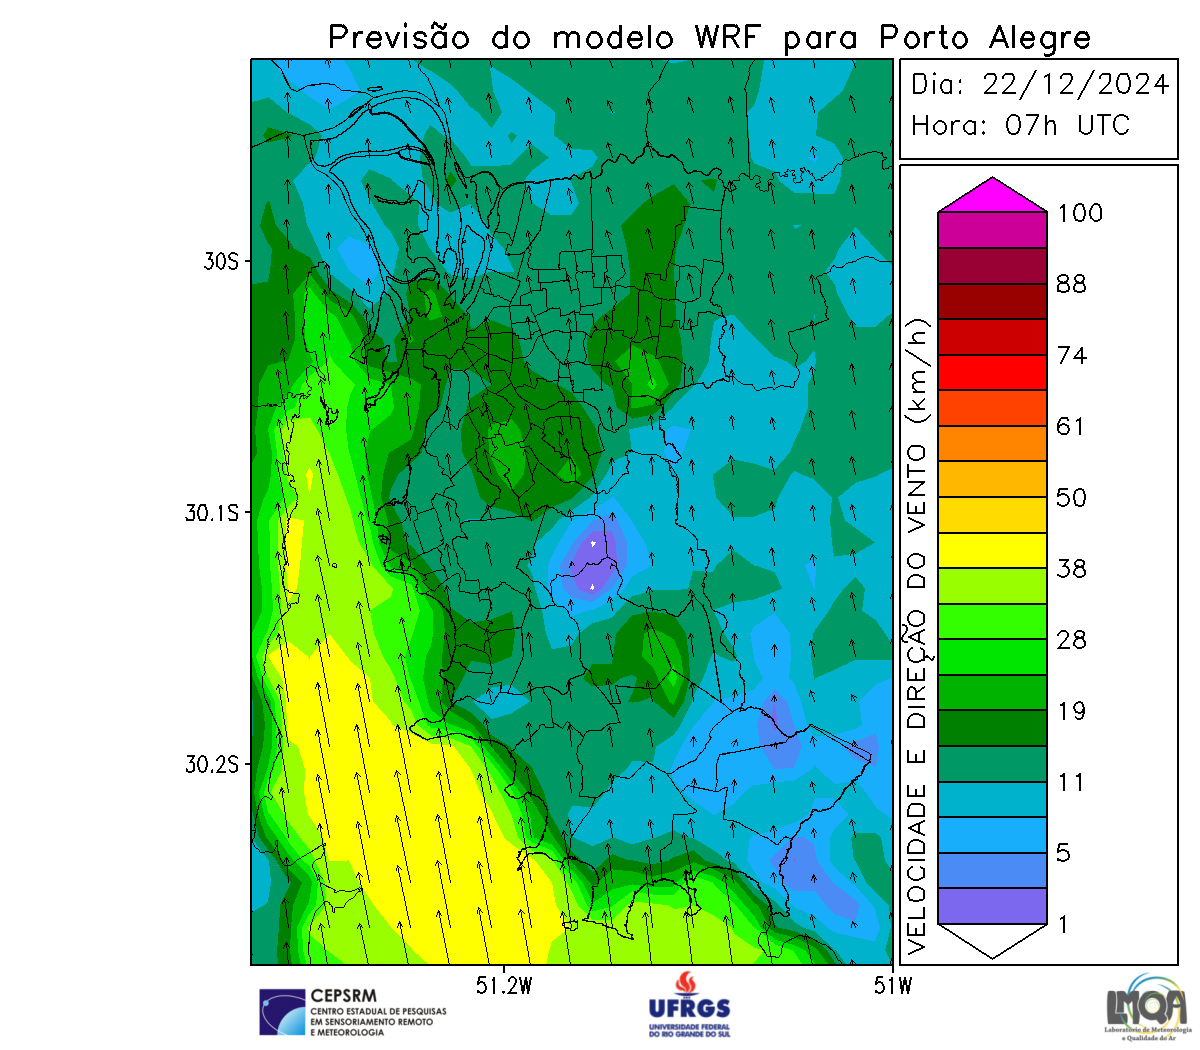 Previsão do modelo WRF para Porto Alegre
Dia: 22/12/2024
Hora: 07h UTC
VELOCIDADE E DIREÇÃO DO VENTO (km/h)
100
88
74
61
50
38
28
19
11
5
1
30S
30.1S
30.2S
51.2W
51W
CEPSRM
CENTRO ESTADUAL DE PESQUISAS
EM SENSORIAMENTO REMOTO
E METEOROLOGIA
UFRGS
UNIVERSIDADE FEDERAL
DO RIO GRANDE DO SUL
LMQA
Laboratório de Meteorologia
e Qualidade do Ar